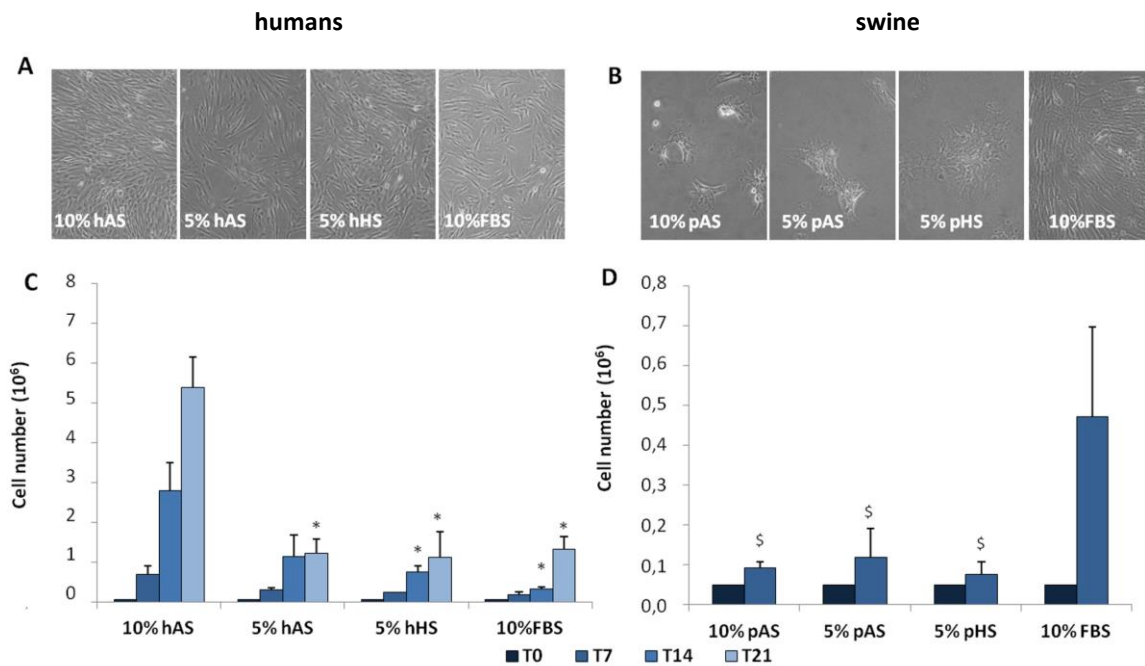 humans swine
A B
10% hAS 5% hAS 5% hHS 10%FBS 10% pAS 5% pAS 5% pHS 10%FBS
C
Cell number (10⁶)
8
7
6
5
4
3
2
1
0
* * * * *
10% hAS 5% hAS 5% hHS 10%FBS
D
Cell number (10⁶)
0,8
0,7
0,6
0,5
0,4
0,3
0,2
0,1
0,0
$ $ $
10% pAS 5% pAS 5% pHS 10% FBS
T0 T7 T14 T21